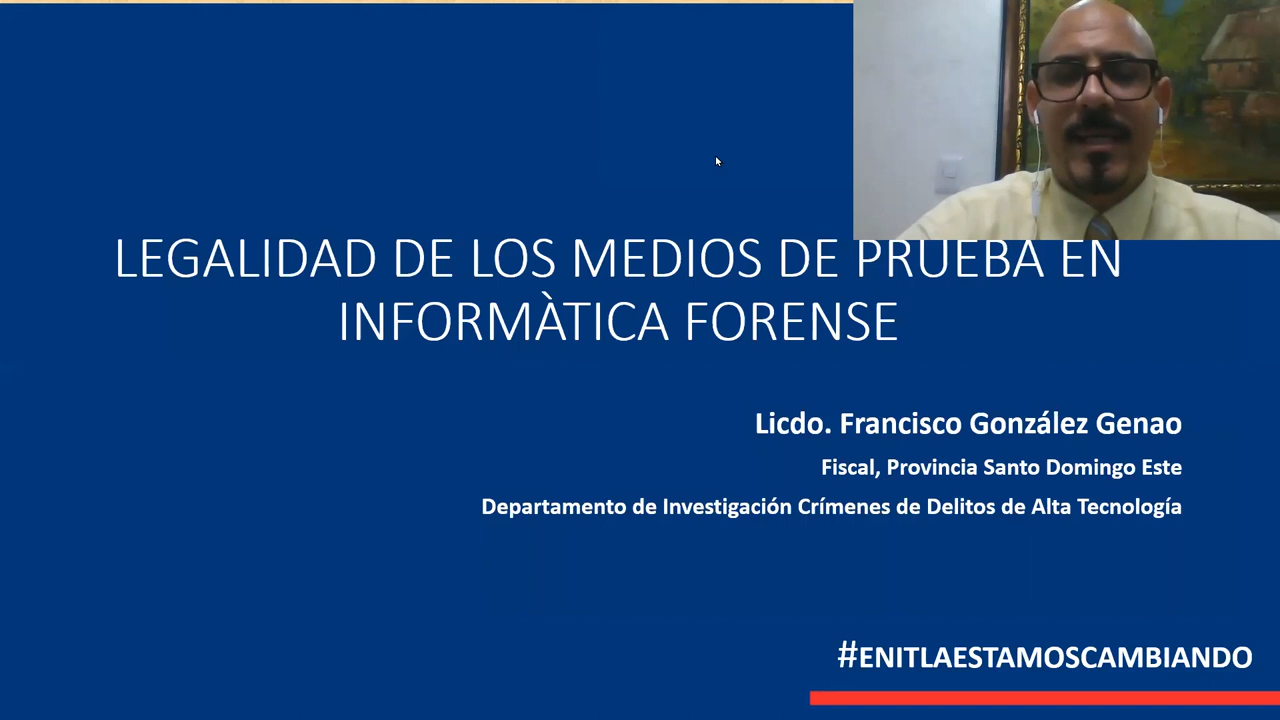 LEGALIDAD DE LOS MEDIOS DE PRUEBA EN
INFORMÀTICA FORENSE
Licdo. Francisco González Genao
Fiscal, Provincia Santo Domingo Este
Departamento de Investigación Crímenes de Delitos de Alta Tecnología
#ENITLAESTAMOSCAMBIANDO